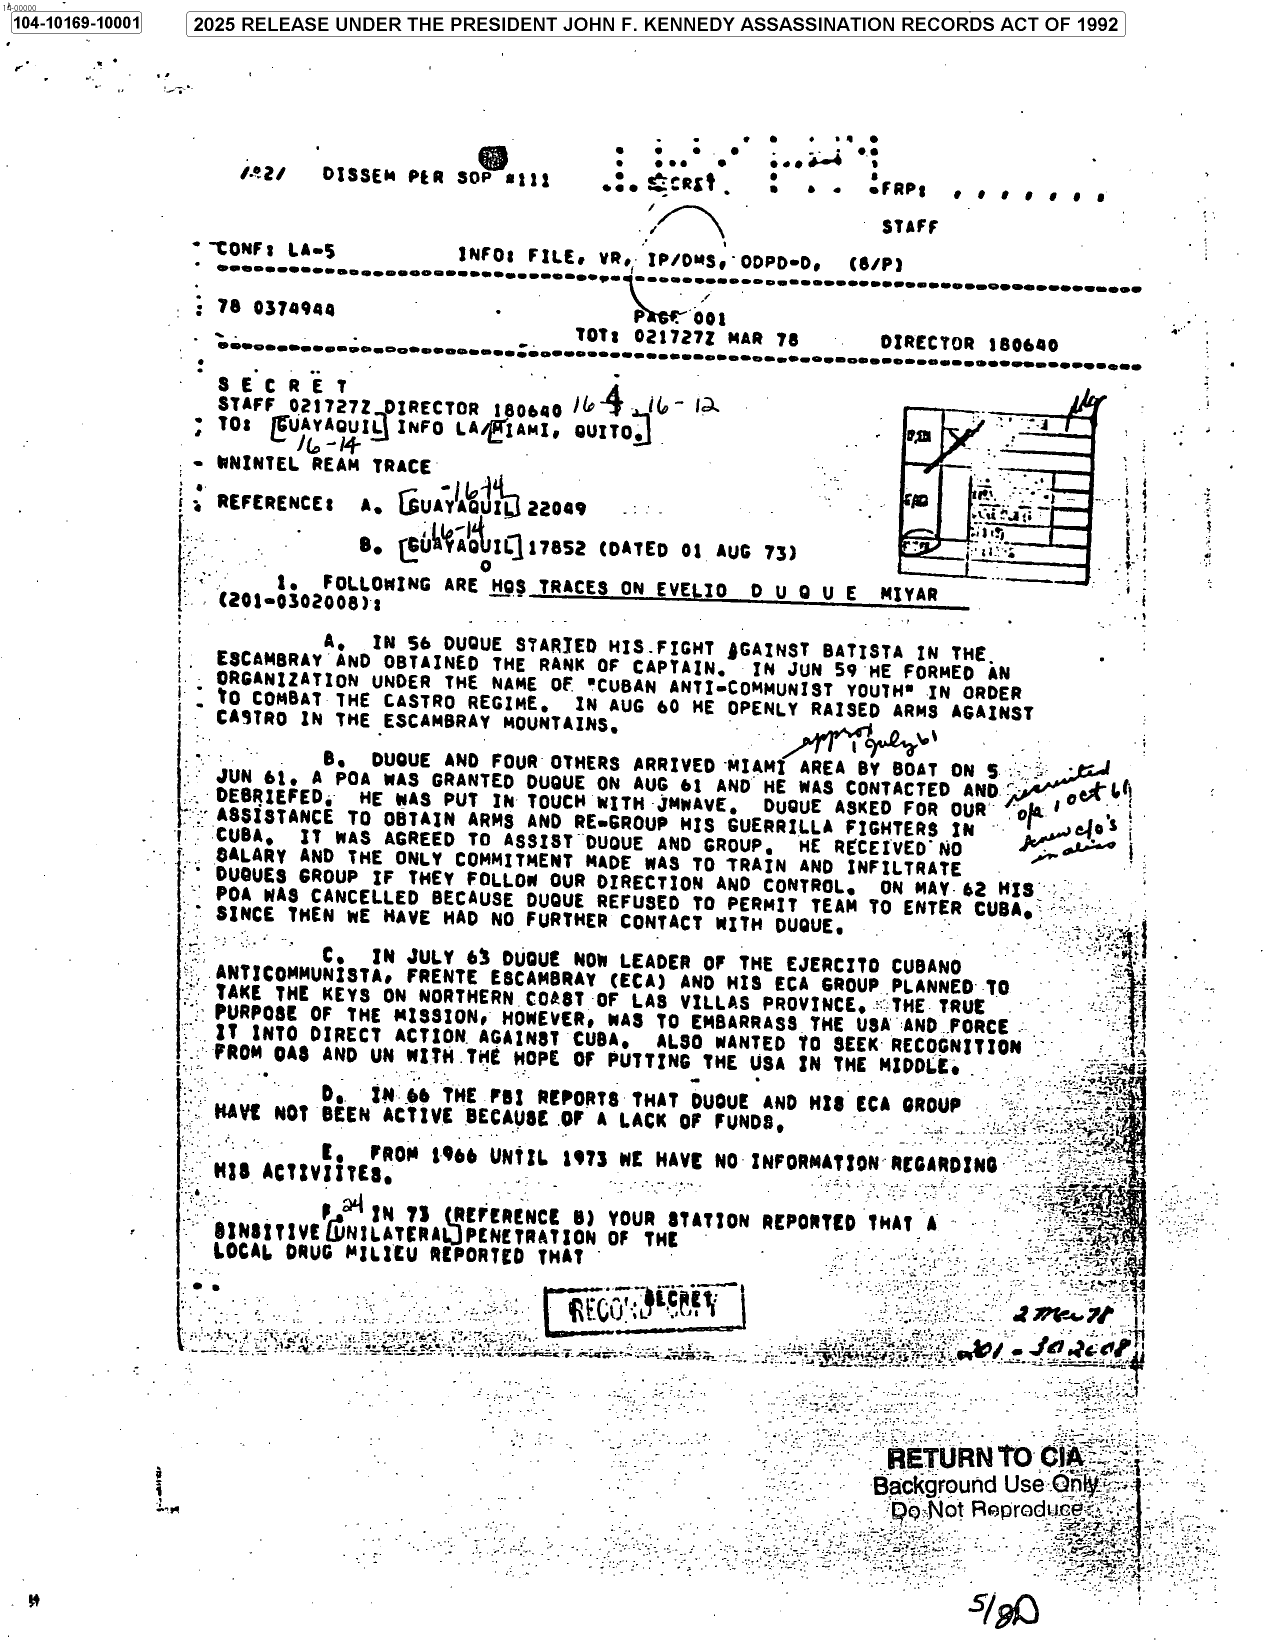 14-00000
104-10169-10001
2025 RELEASE UNDER THE PRESIDENT JOHN F. KENNEDY ASSASSINATION RECORDS ACT OF 1992
DISSEM PER SOP #111
SECRET
FRP: , , , , , , ,
STAFF
CONF: LA-5 INFO: FILE, VR, IP/DMS, ODPD-D, (8/P)
78 0374944 PAGE 001
TOT: 021727Z MAR 78 DIRECTOR 180640
S E C R E T
STAFF 021727Z DIRECTOR 180640 16-4 16-12
TO: [GUAYAQUIL] INFO LA/[MIAMI, QUITO.]
16-14
WNINTEL REAM TRACE
16-14
REFERENCE: A. [GUAYAQUIL] 22049
16-14
B. [GUAYAQUIL] 17852 (DATED 01 AUG 73)
1. FOLLOWING ARE HQS TRACES ON EVELIO D U Q U E MIYAR
(201-0302008):
A. IN 56 DUQUE STARTED HIS FIGHT AGAINST BATISTA IN THE
ESCAMBRAY AND OBTAINED THE RANK OF CAPTAIN. IN JUN 59 HE FORMED AN
ORGANIZATION UNDER THE NAME OF "CUBAN ANTI-COMMUNIST YOUTH" IN ORDER
TO COMBAT THE CASTRO REGIME. IN AUG 60 HE OPENLY RAISED ARMS AGAINST
CASTRO IN THE ESCAMBRAY MOUNTAINS.
approx
1 July 61
B. DUQUE AND FOUR OTHERS ARRIVED MIAMI AREA BY BOAT ON 5
JUN 61. A POA WAS GRANTED DUQUE ON AUG 61 AND HE WAS CONTACTED AND
recruited
DEBRIEFED. HE WAS PUT IN TOUCH WITH JMWAVE. DUQUE ASKED FOR OUR
o/a 1 Oct 61
ASSISTANCE TO OBTAIN ARMS AND RE-GROUP HIS GUERRILLA FIGHTERS IN
knew c/o's
CUBA. IT WAS AGREED TO ASSIST DUQUE AND GROUP. HE RECEIVED NO
in alias
SALARY AND THE ONLY COMMITMENT MADE WAS TO TRAIN AND INFILTRATE
DUQUES GROUP IF THEY FOLLOW OUR DIRECTION AND CONTROL. ON MAY 62 HIS
POA WAS CANCELLED BECAUSE DUQUE REFUSED TO PERMIT TEAM TO ENTER CUBA.
SINCE THEN WE HAVE HAD NO FURTHER CONTACT WITH DUQUE.
C. IN JULY 63 DUQUE NOW LEADER OF THE EJERCITO CUBANO
ANTICOMMUNISTA, FRENTE ESCAMBRAY (ECA) AND HIS ECA GROUP PLANNED TO
TAKE THE KEYS ON NORTHERN COAST OF LAS VILLAS PROVINCE. THE TRUE
PURPOSE OF THE MISSION, HOWEVER, WAS TO EMBARRASS THE USA AND FORCE
IT INTO DIRECT ACTION AGAINST CUBA. ALSO WANTED TO SEEK RECOGNITION
FROM OAS AND UN WITH THE HOPE OF PUTTING THE USA IN THE MIDDLE.
D. IN 66 THE FBI REPORTS THAT DUQUE AND HIS ECA GROUP
HAVE NOT BEEN ACTIVE BECAUSE OF A LACK OF FUNDS.
E. FROM 1966 UNTIL 1973 WE HAVE NO INFORMATION REGARDING
HIS ACTIVIITES.
24
F. IN 73 (REFERENCE B) YOUR STATION REPORTED THAT A
SINSITIVE [UNILATERAL] PENETRATION OF THE
LOCAL DRUG MILIEU REPORTED THAT
SECRET
RECORD COPY
2 Mar 78
201-302008
RETURN TO CIA
Background Use Only
Do Not Reproduce
5/80